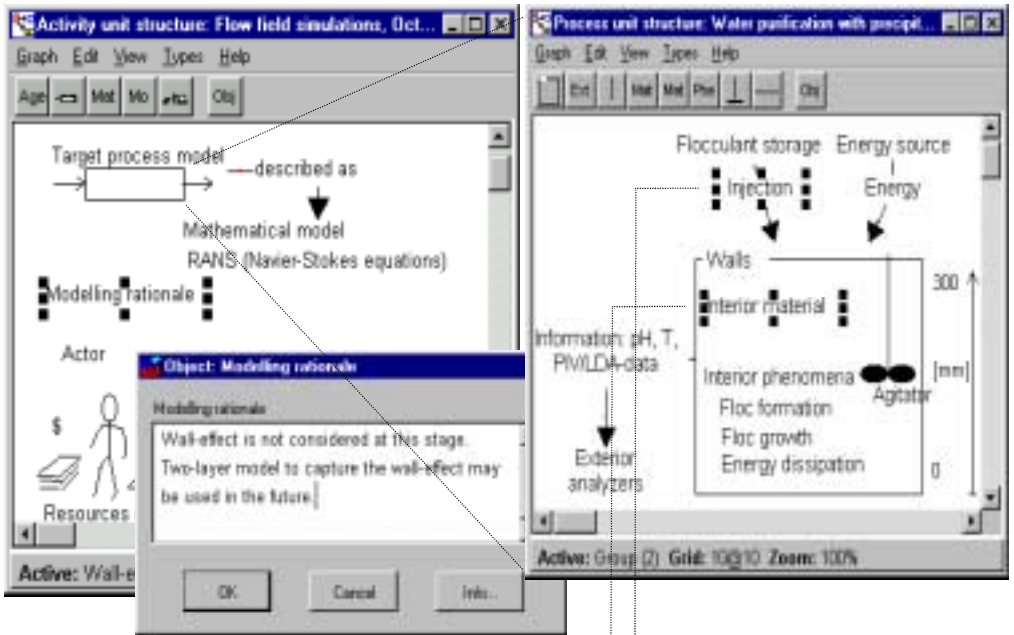 Activity unit structure: Flow field simulations, Oct...
Graph Edit View Types Help
Age Mat Mo etc Obj
Target process model
described as
Mathematical model
RANS (Navier-Stokes equations)
Modelling rationale
Actor
$
Resources
Active: Wall-e
Object: Modelling rationale
Modelling rationale
Wall-effect is not considered at this stage.
Two-layer model to capture the wall-effect may
be used in the future.
OK Cancel Info..
Process unit structure: Water purification with precipit...
Graph Edit View Types Help
Ext Mat Mat Phe Obj
Flocculant storage Energy source
Injection Energy
Walls
300
Interior material
Information: pH, T,
PIV/LDA-data
Interior phenomena
[mm]
Agitator
Floc formation
Floc growth
Energy dissipation
0
Exterior
analyzers
Active: Group (2) Grid: 10@10 Zoom: 100%